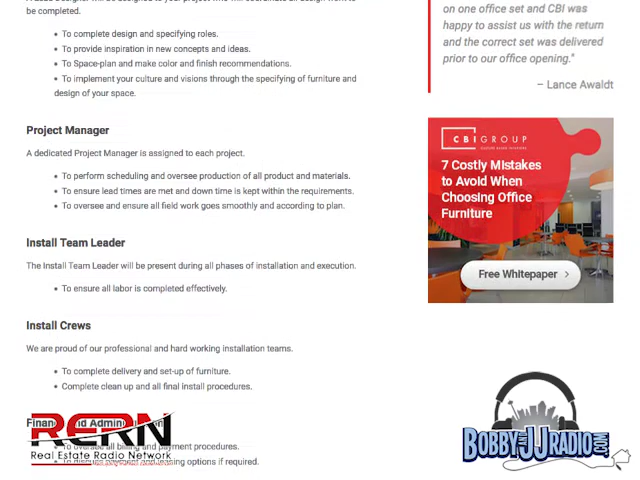 be completed.
To complete design and specifying roles.
To provide inspiration in new concepts and ideas.
To Space-plan and make color and finish recommendations.
To implement your culture and visions through the specifying of furniture and
design of your space.
Project Manager
A dedicated Project Manager is assigned to each project.
To perform scheduling and oversee production of all product and materials.
To ensure lead times are met and down time is kept within the requirements.
To oversee and ensure all field work goes smoothly and according to plan.
Install Team Leader
The Install Team Leader will be present during all phases of installation and execution.
To ensure all labor is completed effectively.
Install Crews
We are proud of our professional and hard working installation teams.
To complete delivery and set-up of furniture.
Complete clean up and all final install procedures.
To oversee all billing and payment procedures.
To discuss payment and leasing options if required.
RERN
Real Estate Radio Network
on one office set and CBI was
happy to assist us with the return
and the correct set was delivered
prior to our office opening."
– Lance Awaldt
CBIGROUP
7 Costly Mistakes
to Avoid When
Choosing Office
Furniture
Free Whitepaper
BOBBY AND JJRADIO.COM